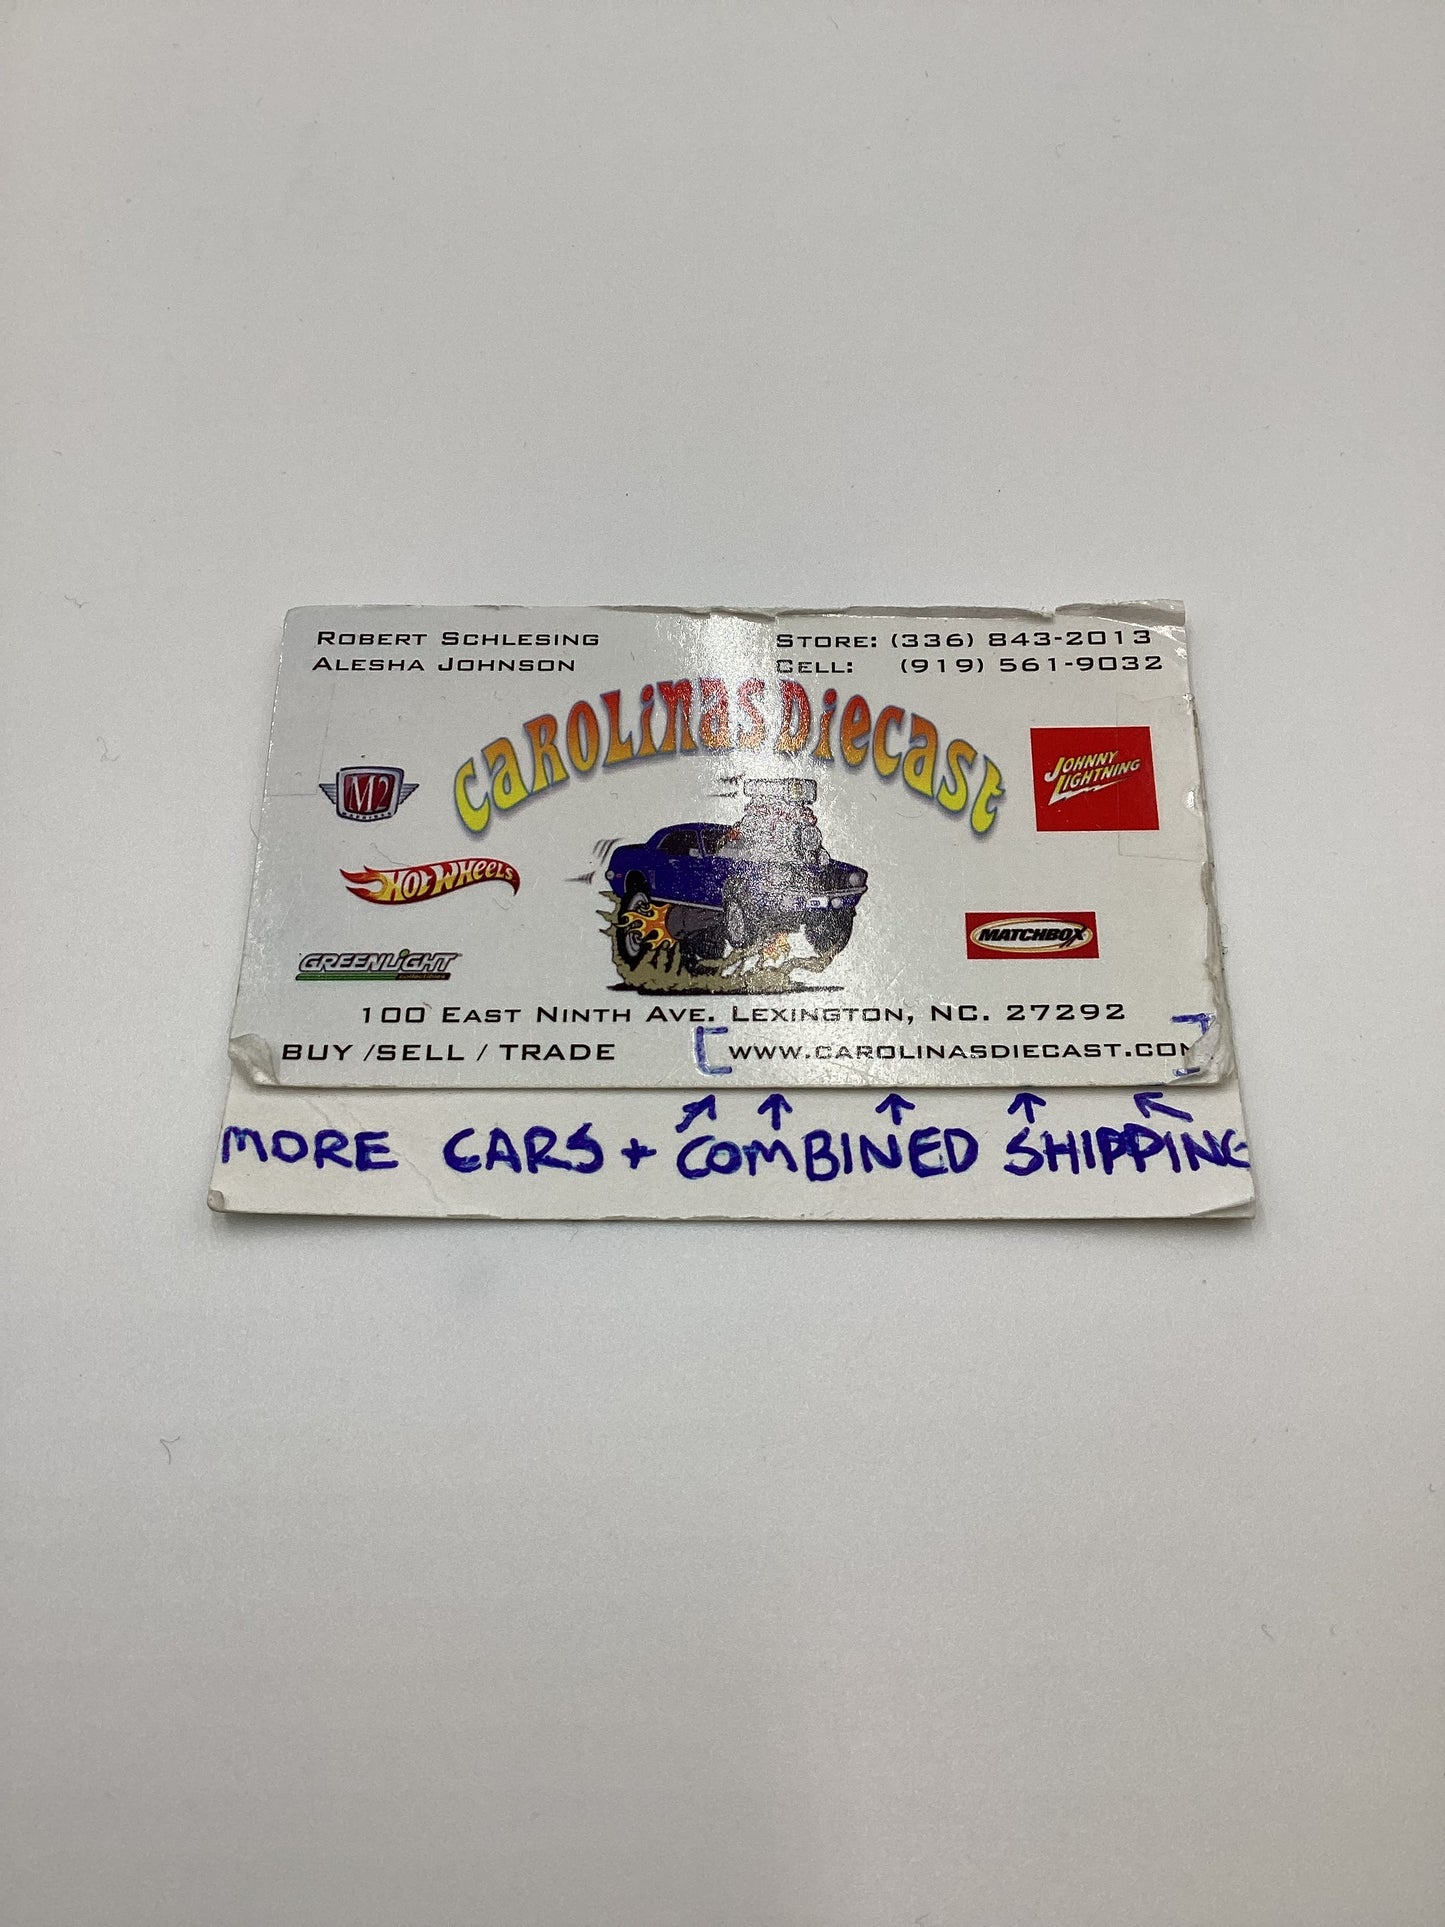 ROBERT SCHLESING STORE: (336) 843-2013
ALESHA JOHNSON CELL: (919) 561-9032
CAROLINAS DIECAST
M2
JOHNNY LIGHTNING
HOT WHEELS
MATCHBOX
GREENLIGHT
100 EAST NINTH AVE. LEXINGTON, NC. 27292
BUY /SELL / TRADE [ WWW.CAROLINASDIECAST.COM ]
MORE CARS + COMBINED SHIPPING